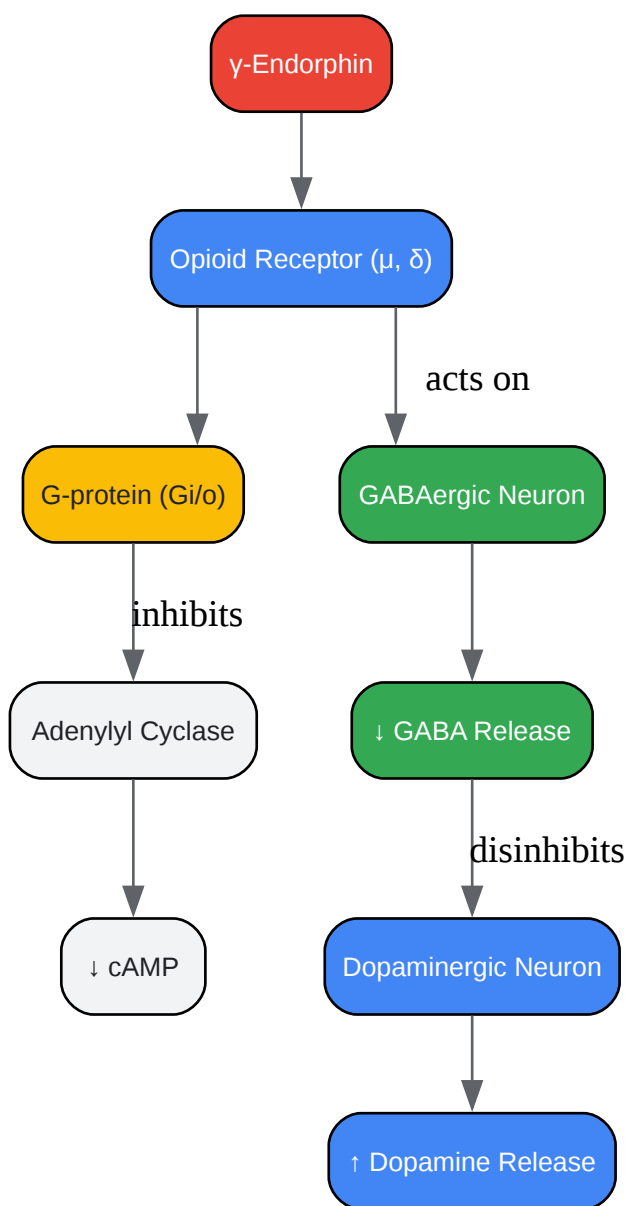 γ-Endorphin
Opioid Receptor (μ, δ)
acts on
G-protein (Gi/o)
GABAergic Neuron
inhibits
Adenylyl Cyclase
↓ GABA Release
disinhibits
↓ cAMP
Dopaminergic Neuron
↑ Dopamine Release